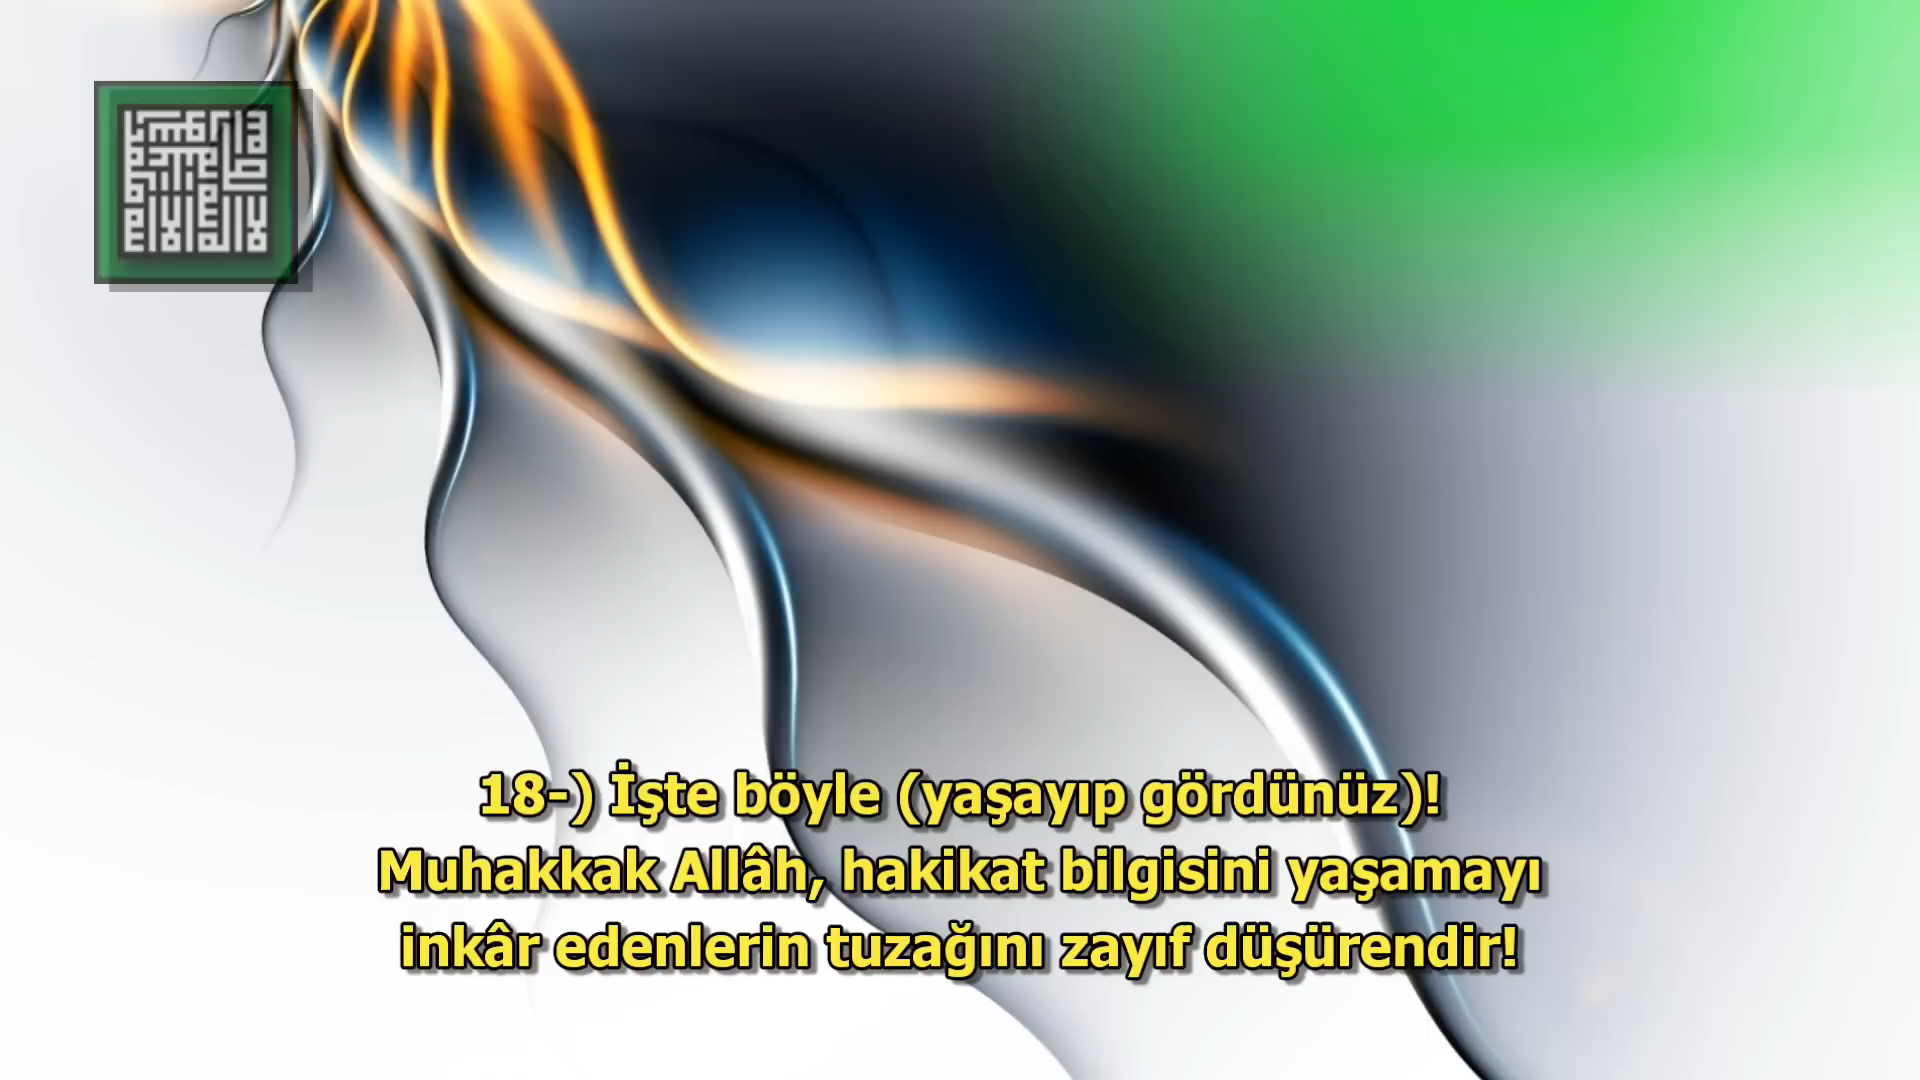 18-) İşte böyle (yaşayıp gördünüz)!
Muhakkak Allâh, hakikat bilgisini yaşamayı
inkâr edenlerin tuzağını zayıf düşürendir!